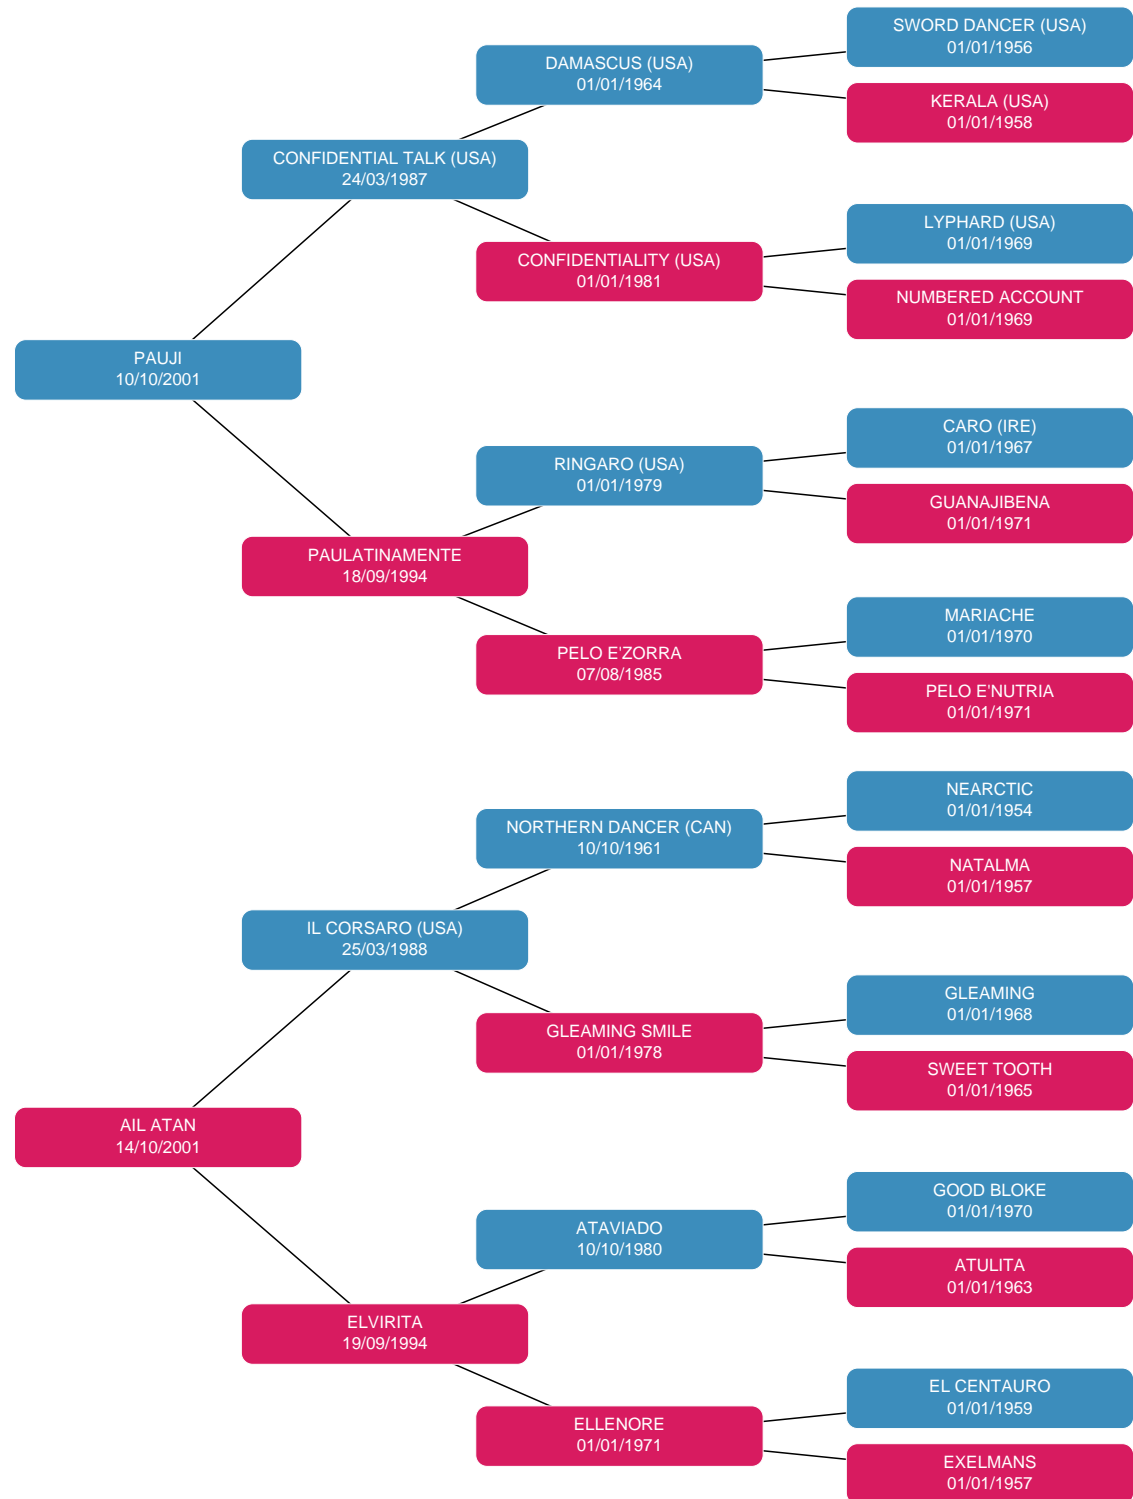 SWORD DANCER (USA)
01/01/1956
DAMASCUS (USA)
01/01/1964
KERALA (USA)
01/01/1958
CONFIDENTIAL TALK (USA)
24/03/1987
LYPHARD (USA)
01/01/1969
CONFIDENTIALITY (USA)
01/01/1981
NUMBERED ACCOUNT
01/01/1969
PAUJI
10/10/2001
CARO (IRE)
01/01/1967
RINGARO (USA)
01/01/1979
GUANAJIBENA
01/01/1971
PAULATINAMENTE
18/09/1994
MARIACHE
01/01/1970
PELO E'ZORRA
07/08/1985
PELO E'NUTRIA
01/01/1971
NEARCTIC
01/01/1954
NORTHERN DANCER (CAN)
10/10/1961
NATALMA
01/01/1957
IL CORSARO (USA)
25/03/1988
GLEAMING
01/01/1968
GLEAMING SMILE
01/01/1978
SWEET TOOTH
01/01/1965
AIL ATAN
14/10/2001
GOOD BLOKE
01/01/1970
ATAVIADO
10/10/1980
ATULITA
01/01/1963
ELVIRITA
19/09/1994
EL CENTAURO
01/01/1959
ELLENORE
01/01/1971
EXELMANS
01/01/1957